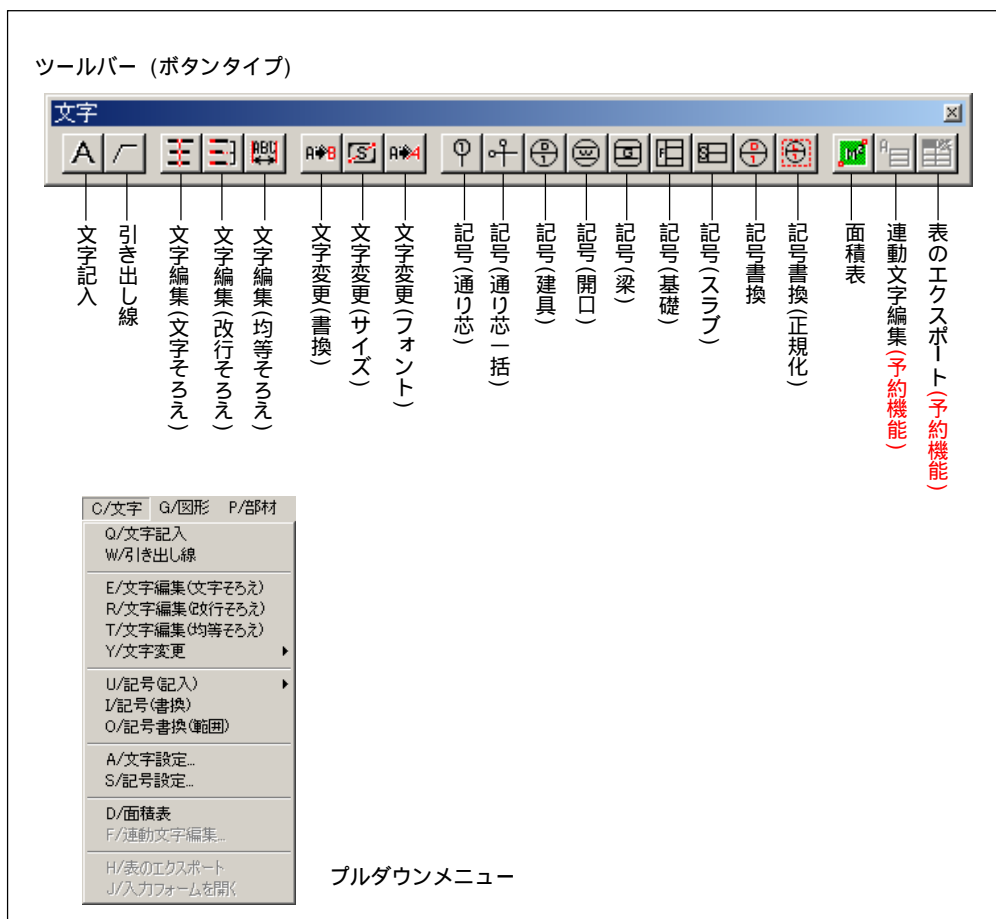 ツールバー (ボタンタイプ)
文字
文字記入
引き出し線
文字編集(文字そろえ)
文字編集(改行そろえ)
文字編集(均等そろえ)
文字変更(書換)
文字変更(サイズ)
文字変更(フォント)
記号(通り芯)
記号(通り芯一括)
記号(建具)
記号(開口)
記号(梁)
記号(基礎)
記号(スラブ)
記号書換
記号書換(正規化)
面積表
連動文字編集(予約機能)
表のエクスポート(予約機能)
C/文字 G/図形 P/部材
Q/文字記入
W/引き出し線
E/文字編集(文字そろえ)
R/文字編集(改行そろえ)
T/文字編集(均等そろえ)
Y/文字変更
U/記号(記入)
I/記号(書換)
O/記号書換(範囲)
A/文字設定...
S/記号設定...
D/面積表
F/連動文字編集...
H/表のエクスポート
J/入力フォームを開く
プルダウンメニュー